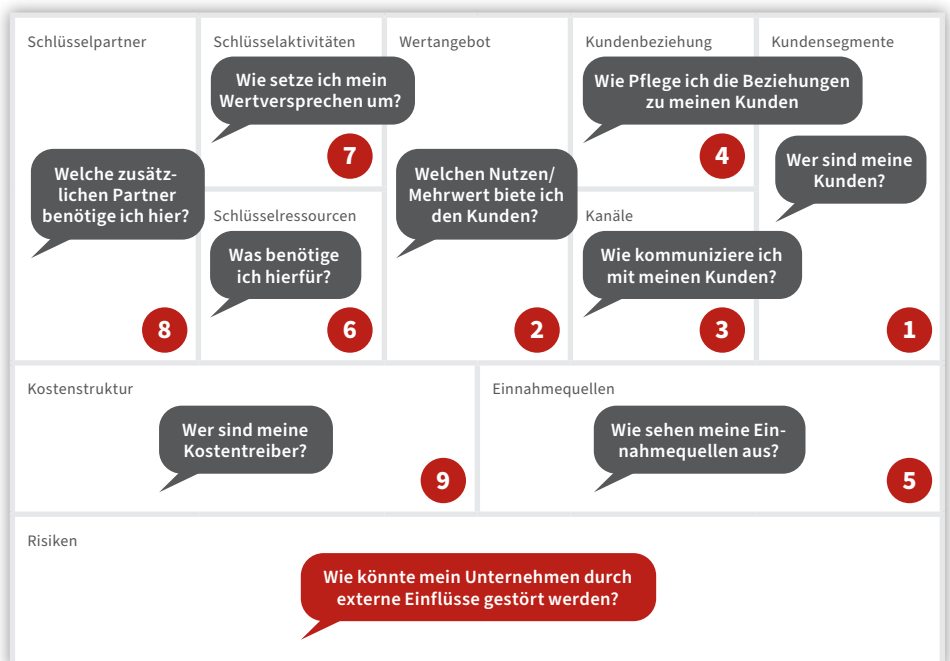 Schlüsselpartner
Welche zusätz-
lichen Partner
benötige ich hier?
8
Schlüsselaktivitäten
Wie setze ich mein
Wertversprechen um?
7
Schlüsselressourcen
Was benötige
ich hierfür?
6
Wertangebot
Welchen Nutzen/
Mehrwert biete ich
den Kunden?
2
Kundenbeziehung
Wie Pflege ich die Beziehungen
zu meinen Kunden
4
Kanäle
Wie kommuniziere ich
mit meinen Kunden?
3
Kundensegmente
Wer sind meine
Kunden?
1
Kostenstruktur
Wer sind meine
Kostentreiber?
9
Einnahmequellen
Wie sehen meine Ein-
nahmequellen aus?
5
Risiken
Wie könnte mein Unternehmen durch
externe Einflüsse gestört werden?